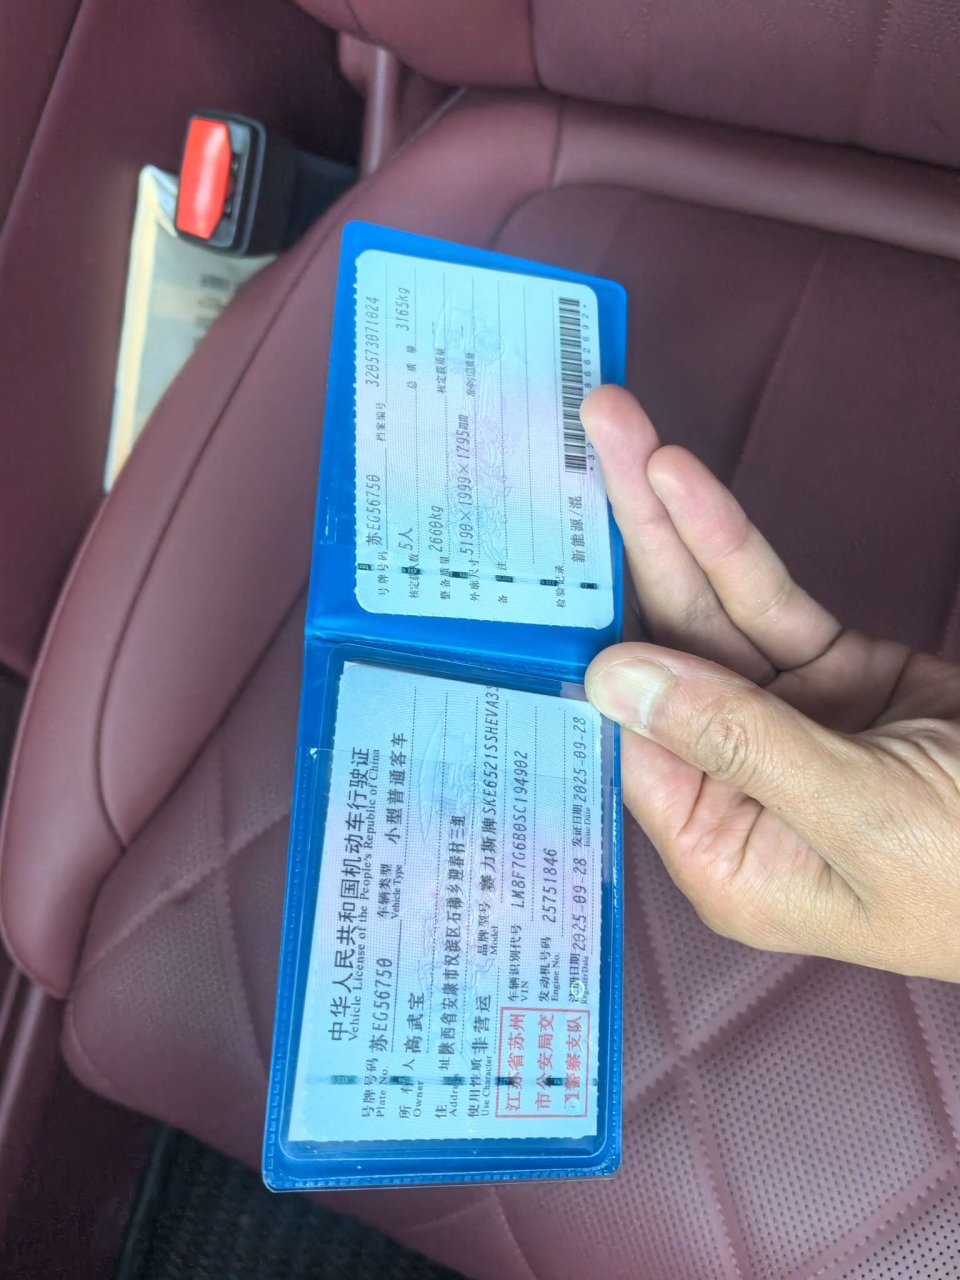 中华人民共和国机动车行驶证
Vehicle License of the People's Republic of China
号牌号码 苏EG56750 车辆类型 小型普通客车
Plate No. Vehicle Type
所有人 高武宝
Owner
住址 陕西省安康市汉滨区石梯乡迎春村三组
Address
使用性质 非营运 品牌型号 赛力斯牌SKE6521SSHEVA33
Use Character Model
江苏省苏州
市公安局交
通警察支队
车辆识别代号 LM8F7G6B0SC194902
VIN
发动机号码 25751846
Engine No.
注册日期 2025-09-28 发证日期 2025-09-28
Register Date Issue Date
号牌号码 苏EG56750 档案编号 320573071024
核定载人数 5人 总质量 3165kg
整备质量 2660kg 核定载质量
外廓尺寸 5190×1999×1795mm 准牵引总质量
备注
检验记录 新能源/混